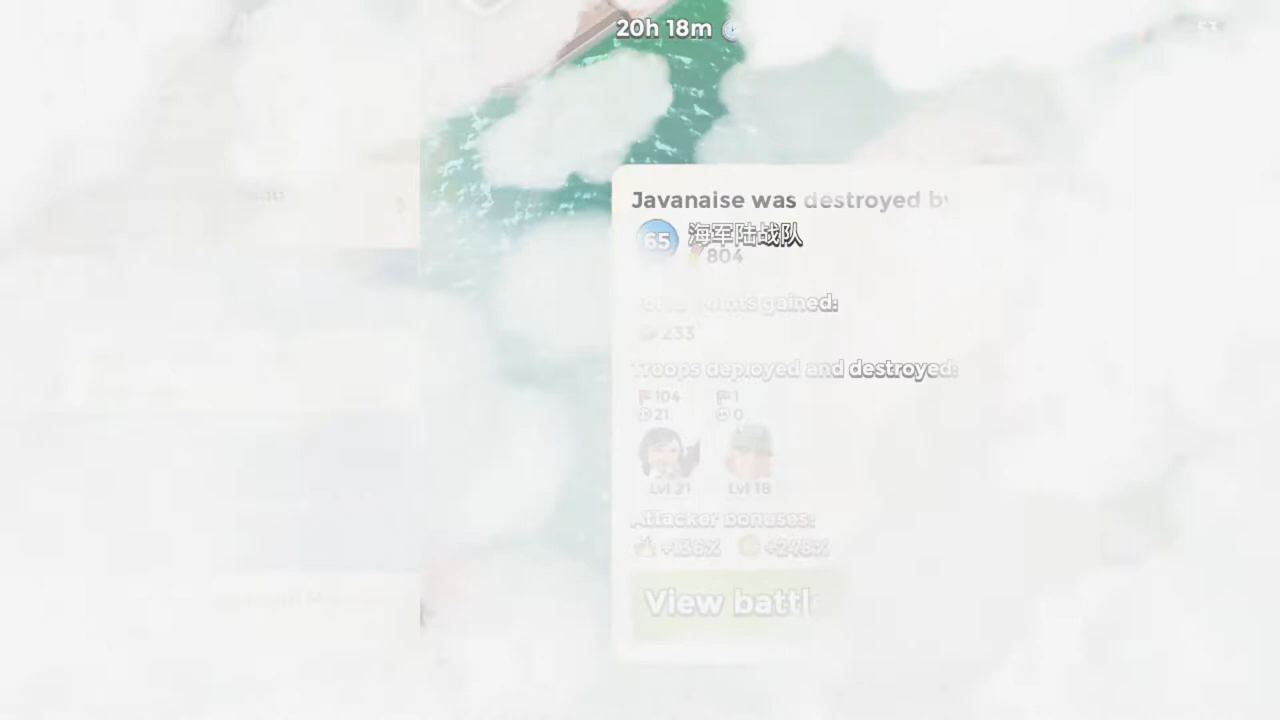 20h 18m
Javanaise was destroyed by
65 海军陆战队
804
gained:
233
Troops deployed and destroyed:
104 1
21 0
Lvl 21 Lvl 18
Attacker bonuses:
+136% +248%
View battle